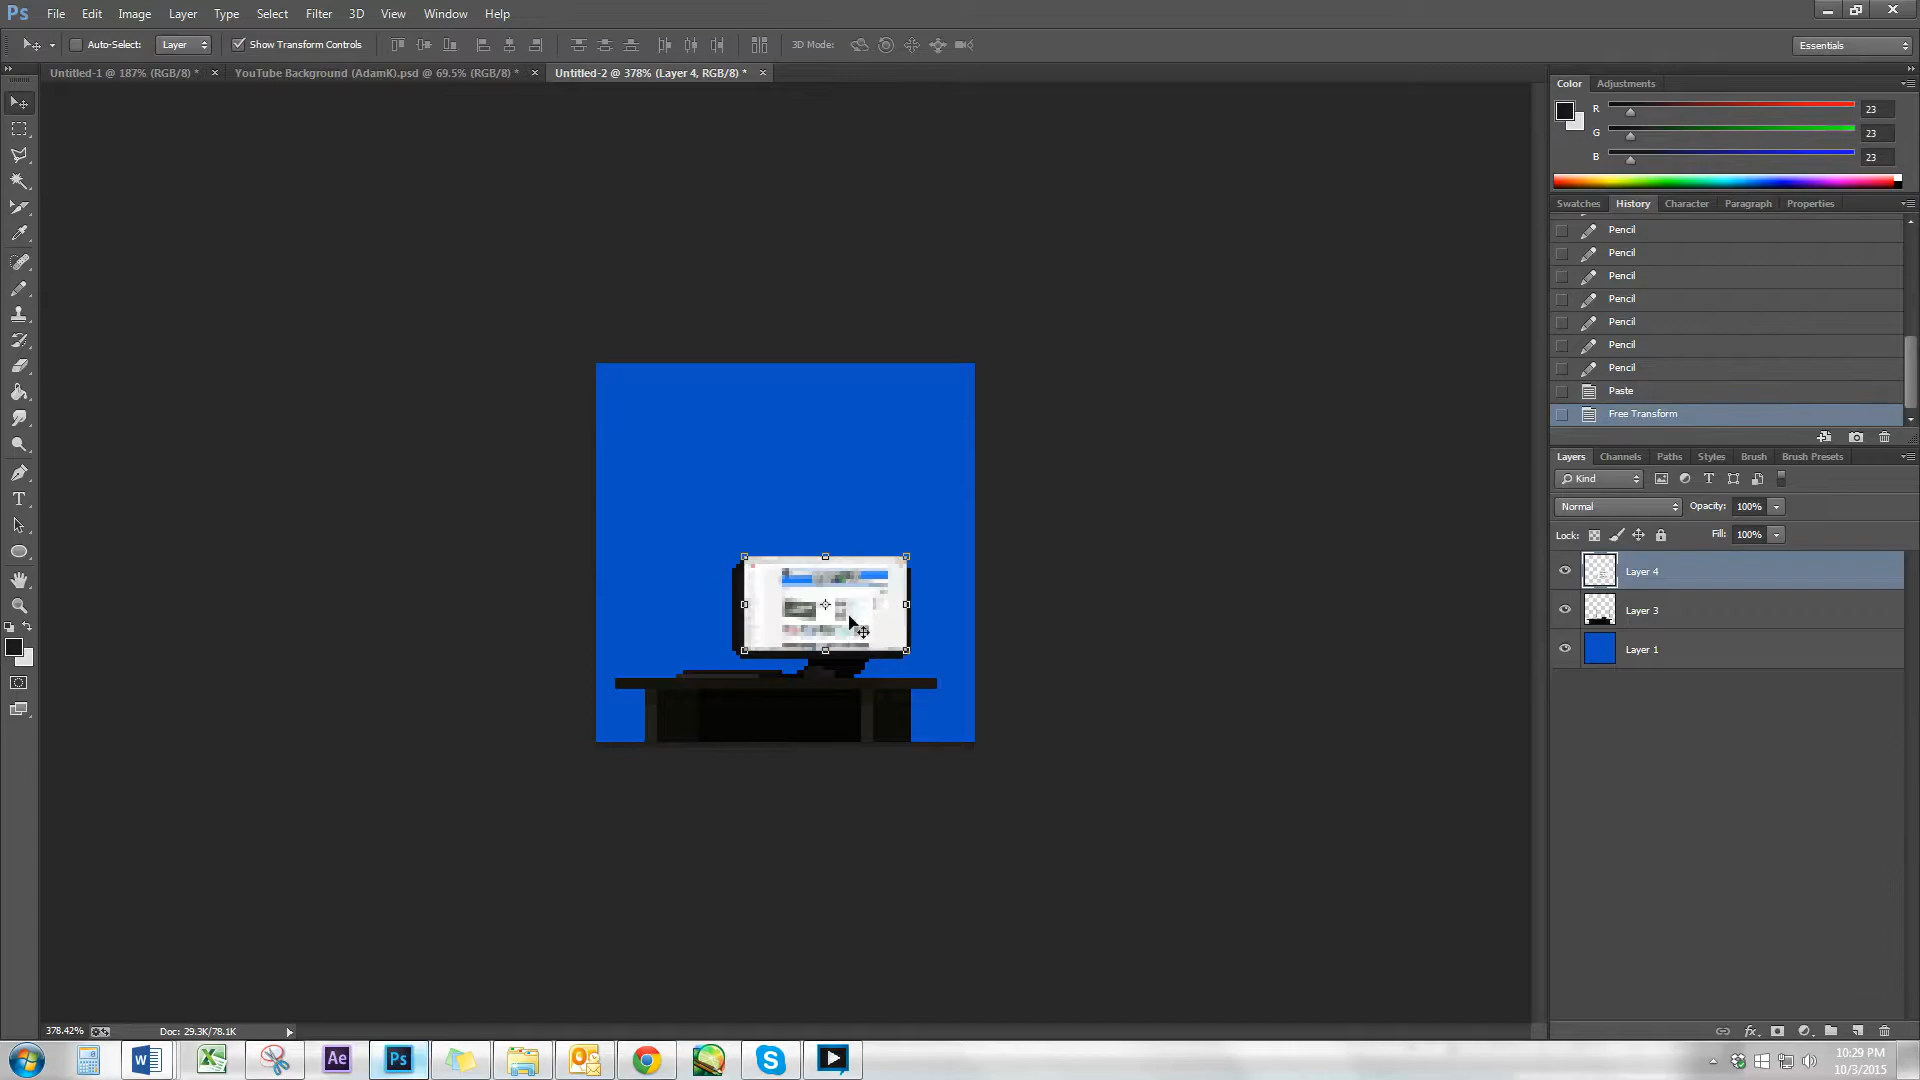 Ps File Edit Image Layer Type Select Filter 3D View Window Help
Auto-Select: Layer Show Transform Controls 3D Mode: Essentials
Untitled-1 @ 187% (RGB/8) * × YouTube Background (AdamK).psd @ 69.5% (RGB/8) * × Untitled-2 @ 378% (Layer 4, RGB/8) * ×
Color Adjustments
R 23
G 23
B 23
Swatches History Character Paragraph Properties
Pencil
Pencil
Pencil
Pencil
Pencil
Pencil
Pencil
Paste
Free Transform
Layers Channels Paths Styles Brush Brush Presets
Kind
Normal Opacity: 100%
Lock: Fill: 100%
Layer 4
Layer 3
Layer 1
T
fx
378.42% Doc: 29.3K/78.1K
W X Ae Ps O S
10:29 PM
10/3/2015